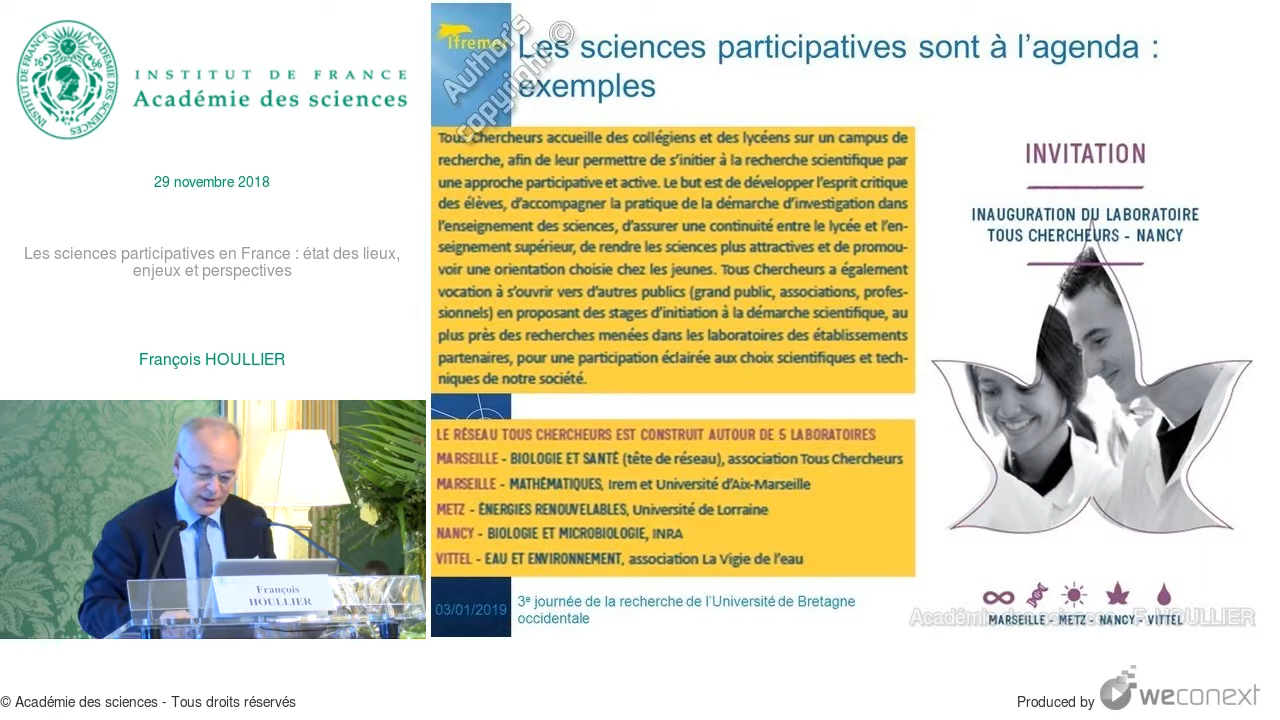 INSTITUT DE FRANCE
Académie des sciences
29 novembre 2018
Les sciences participatives en France : état des lieux,
enjeux et perspectives
François HOULLIER
François
HOULLIER
Ifremer
Author's
copyright ©
Les sciences participatives sont à l’agenda :
exemples
Tous Chercheurs accueille des collégiens et des lycéens sur un campus de
recherche, afin de leur permettre de s’initier à la recherche scientifique par
une approche participative et active. Le but est de développer l’esprit critique
des élèves, d’accompagner la pratique de la démarche d’investigation dans
l’enseignement des sciences, d’assurer une continuité entre le lycée et l’en-
seignement supérieur, de rendre les sciences plus attractives et de promou-
voir une orientation choisie chez les jeunes. Tous Chercheurs a également
vocation à s’ouvrir vers d’autres publics (grand public, associations, profes-
sionnels) en proposant des stages d’initiation à la démarche scientifique, au
plus près des recherches menées dans les laboratoires des établissements
partenaires, pour une participation éclairée aux choix scientifiques et tech-
niques de notre société.
LE RÉSEAU TOUS CHERCHEURS EST CONSTRUIT AUTOUR DE 5 LABORATOIRES
MARSEILLE - BIOLOGIE ET SANTÉ (tête de réseau), association Tous Chercheurs
MARSEILLE - MATHÉMATIQUES, Irem et Université d’Aix-Marseille
METZ - ÉNERGIES RENOUVELABLES, Université de Lorraine
NANCY - BIOLOGIE ET MICROBIOLOGIE, INRA
VITTEL - EAU ET ENVIRONNEMENT, association La Vigie de l’eau
INVITATION
INAUGURATION DU LABORATOIRE
TOUS CHERCHEURS - NANCY
MARSEILLE - METZ - NANCY - VITTEL
Académie des sciences - F. HOULLIER
03/01/2019
3e journée de la recherche de l’Université de Bretagne
occidentale
© Académie des sciences - Tous droits réservés
Produced by
weconext